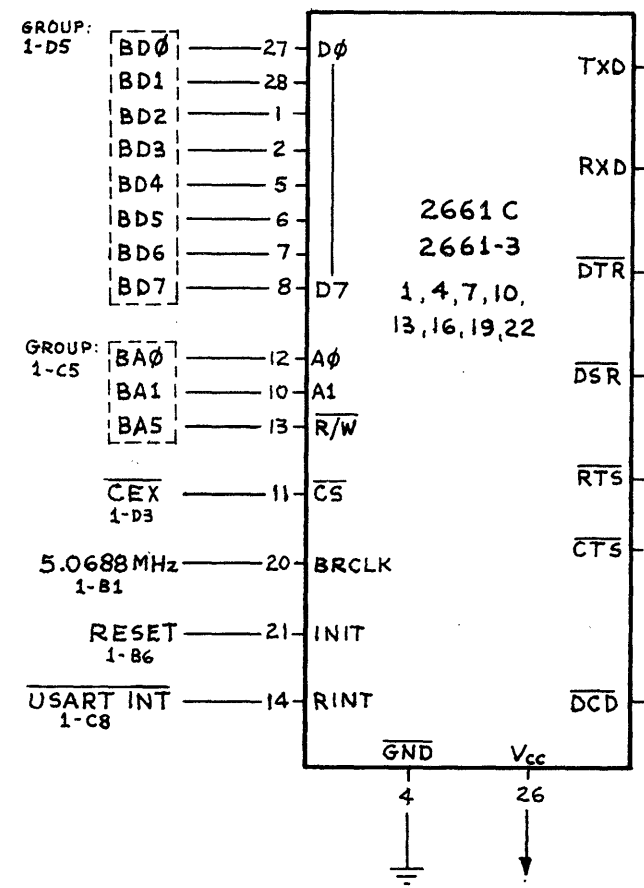 GROUP:
1-D5
BDØ 27 DØ
BD1 28
BD2 1
BD3 2
BD4 5
BD5 6
BD6 7
BD7 8 D7
GROUP:
1-C5
BAØ 12 AØ
BA1 10 A1
BA5 13 R/W
CEX 11 CS
1-D3
5.0688MHz 20 BRCLK
1-B1
RESET 21 INIT
1-B6
USART INT 14 RINT
1-C8
2661 C
2661-3
1, 4, 7, 10,
13, 16, 19, 22
TXD
RXD
DTR
DSR
RTS
CTS
DCD
GND Vcc
4 26